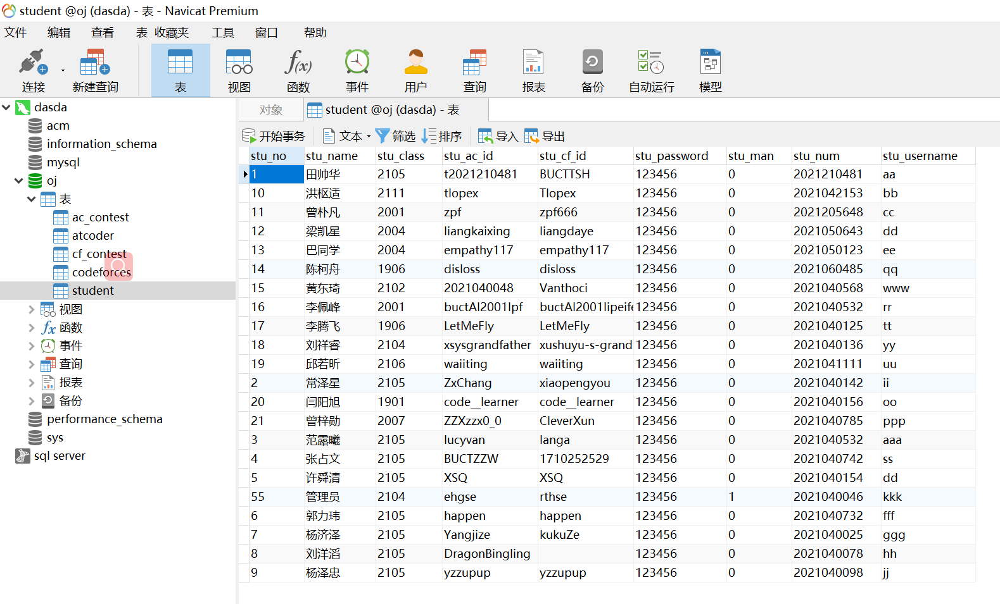 student @oj (dasda) - 表 - Navicat Premium
文件 编辑 查看 表 收藏夹 工具 窗口 帮助
连接 新建查询 表 视图 函数 事件 用户 查询 报表 备份 自动运行 模型
dasda
acm
information_schema
mysql
oj
表
ac_contest
atcoder
cf_contest
codeforces
student
视图
函数
事件
查询
报表
备份
performance_schema
sys
sql server
对象 student @oj (dasda) - 表
开始事务 文本 筛选 排序 导入 导出
stu_no stu_name stu_class stu_ac_id stu_cf_id stu_password stu_man stu_num stu_username
1 田帅华 2105 t2021210481 BUCTTSH 123456 0 2021210481 aa
10 洪枢适 2111 tlopex Tlopex 123456 0 2021042153 bb
11 曾朴凡 2001 zpf zpf666 123456 0 2021205648 cc
12 梁凯星 2004 liangkaixing liangdaye 123456 0 2021050643 dd
13 巴同学 2004 empathy117 empathy117 123456 0 2021050123 ee
14 陈柯舟 1906 disloss disloss 123456 0 2021060485 qq
15 黄东琦 2102 2021040048 Vanthoci 123456 0 2021040568 www
16 李佩峰 2001 buctAI2001lpf buctAI2001lipeife 123456 0 2021040532 rr
17 李腾飞 1906 LetMeFly LetMeFly 123456 0 2021040125 tt
18 刘祥睿 2104 xsysgrandfather xushuyu-s-grand 123456 0 2021040136 yy
19 邱若昕 2106 waiiting waiiting 123456 0 2021041111 uu
2 常泽星 2105 ZxChang xiaopengyou 123456 0 2021040142 ii
20 闫阳旭 1901 code__learner code__learner 123456 0 2021040156 oo
21 曾梓勋 2007 ZZXzzx0_0 CleverXun 123456 0 2021040785 ppp
3 范露曦 2105 lucyvan langa 123456 0 2021040532 aaa
4 张占文 2105 BUCTZZW 1710252529 123456 0 2021040742 ss
5 许舜清 2105 XSQ XSQ 123456 0 2021040154 dd
55 管理员 2104 ehgse rthse 123456 1 2021040046 kkk
6 郭力玮 2105 happen happen 123456 0 2021040732 fff
7 杨济泽 2105 Yangjize kukuZe 123456 0 2021040025 ggg
8 刘洋滔 2105 DragonBingling 123456 0 2021040078 hh
9 杨泽忠 2105 yzzupup yzzupup 123456 0 2021040098 jj